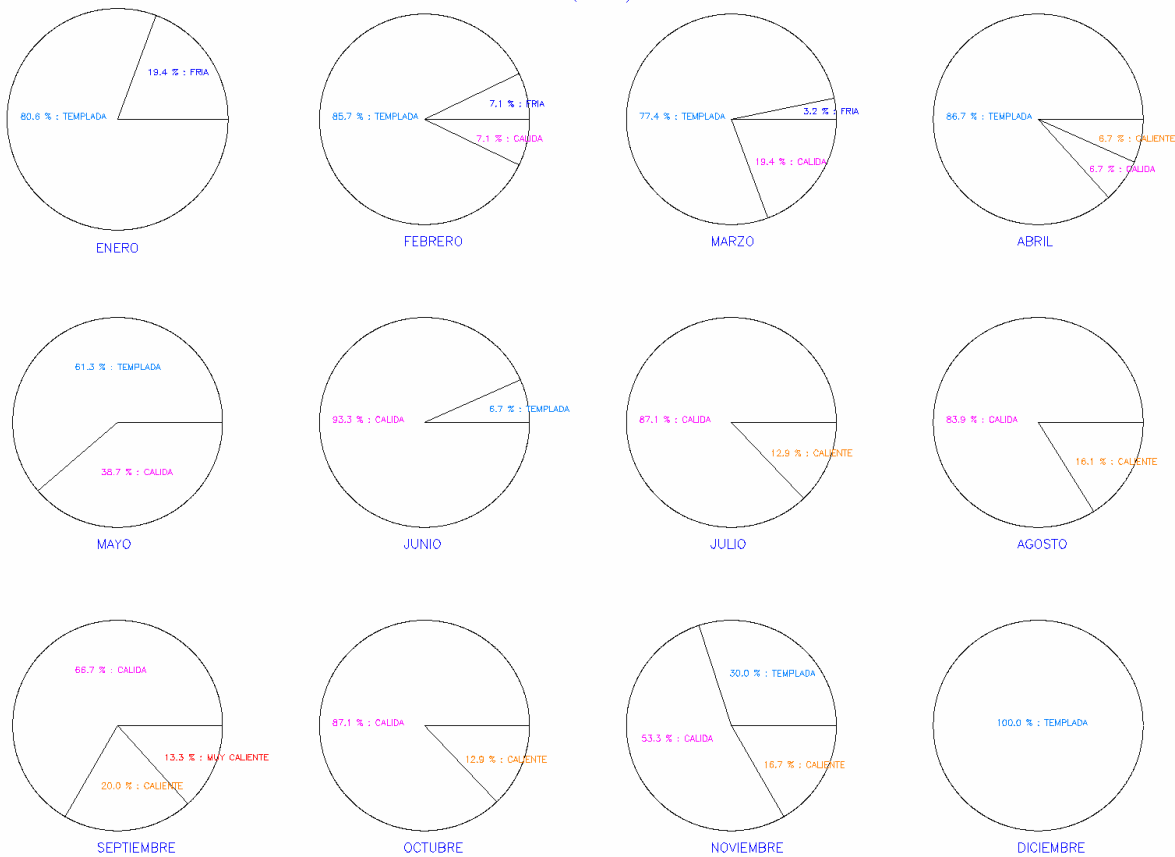 19.4 % : FRIA
80.6 % : TEMPLADA
ENERO
7.1 % : FRIA
85.7 % : TEMPLADA
7.1 % : CALIDA
FEBRERO
3.2 % : FRIA
77.4 % : TEMPLADA
19.4 % : CALIDA
MARZO
86.7 % : TEMPLADA
6.7 % : CALIENTE
6.7 % : CALIDA
ABRIL
61.3 % : TEMPLADA
38.7 % : CALIDA
MAYO
6.7 % : TEMPLADA
93.3 % : CALIDA
JUNIO
87.1 % : CALIDA
12.9 % : CALIENTE
JULIO
83.9 % : CALIDA
16.1 % : CALIENTE
AGOSTO
66.7 % : CALIDA
13.3 % : MUY CALIENTE
20.0 % : CALIENTE
SEPTIEMBRE
87.1 % : CALIDA
12.9 % : CALIENTE
OCTUBRE
30.0 % : TEMPLADA
53.3 % : CALIDA
16.7 % : CALIENTE
NOVIEMBRE
100.0 % : TEMPLADA
DICIEMBRE